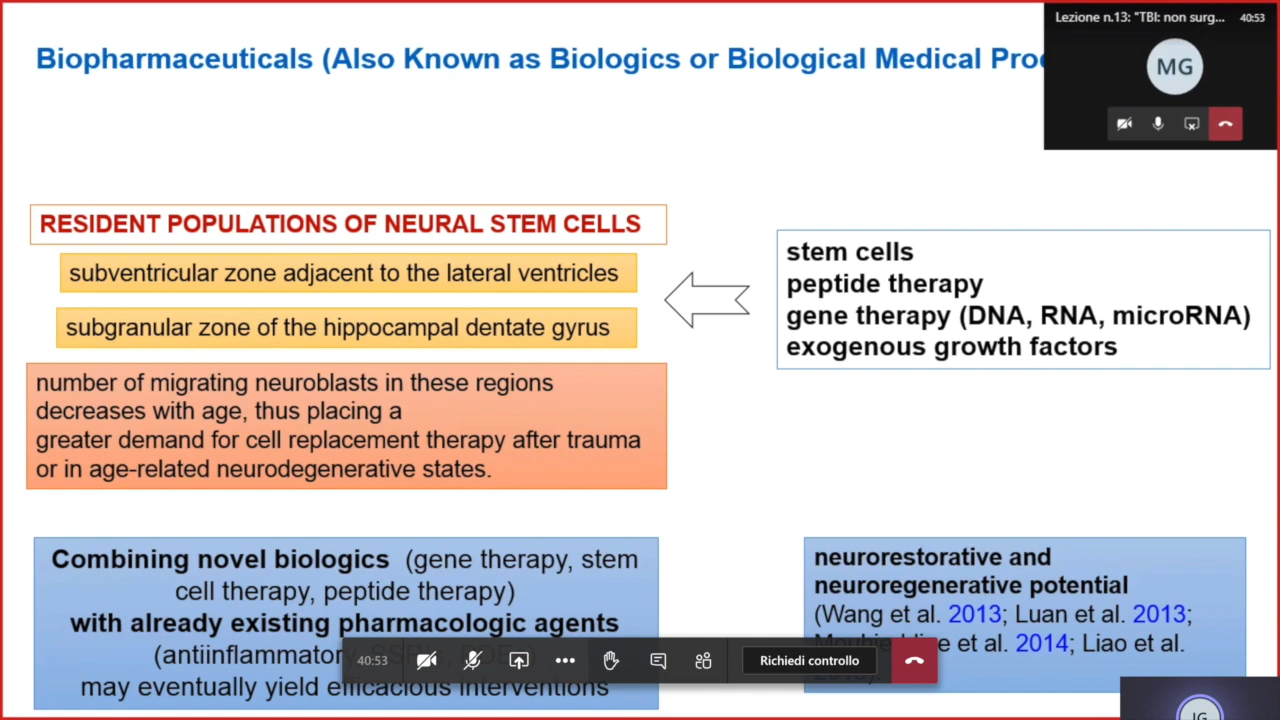 Biopharmaceuticals (Also Known as Biologics or Biological Medical
Lezione n.13: "TBI: non surg... 40:53
MG
RESIDENT POPULATIONS OF NEURAL STEM CELLS
subventricular zone adjacent to the lateral ventricles
subgranular zone of the hippocampal dentate gyrus
number of migrating neuroblasts in these regions
decreases with age, thus placing a
greater demand for cell replacement therapy after trauma
or in age-related neurodegenerative states.
stem cells
peptide therapy
gene therapy (DNA, RNA, microRNA)
exogenous growth factors
Combining novel biologics (gene therapy, stem
cell therapy, peptide therapy)
with already existing pharmacologic agents
(antiinflammatory
may eventually yield efficacious interventions
neurorestorative and
neuroregenerative potential
(Wang et al. 2013; Luan et al. 2013;
et al. 2014; Liao et al.
40:53
Richiedi controllo